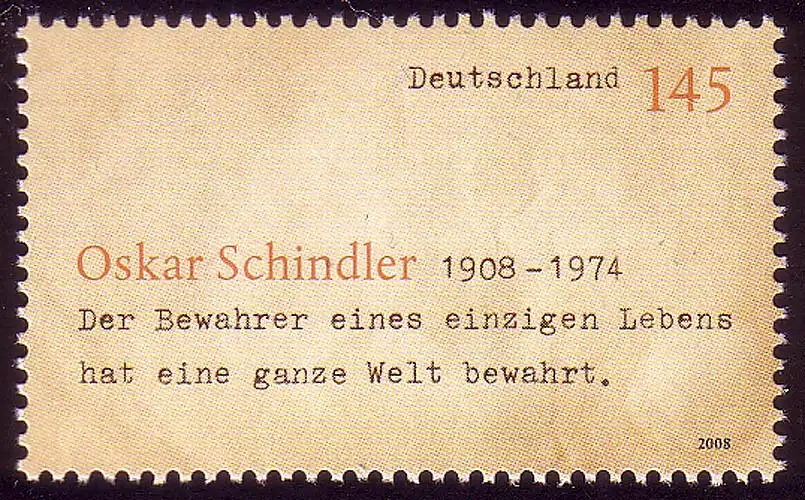 Deutschland 145
Oskar Schindler 1908-1974
Der Bewahrer eines einzigen Lebens
hat eine ganze Welt bewahrt.
2008